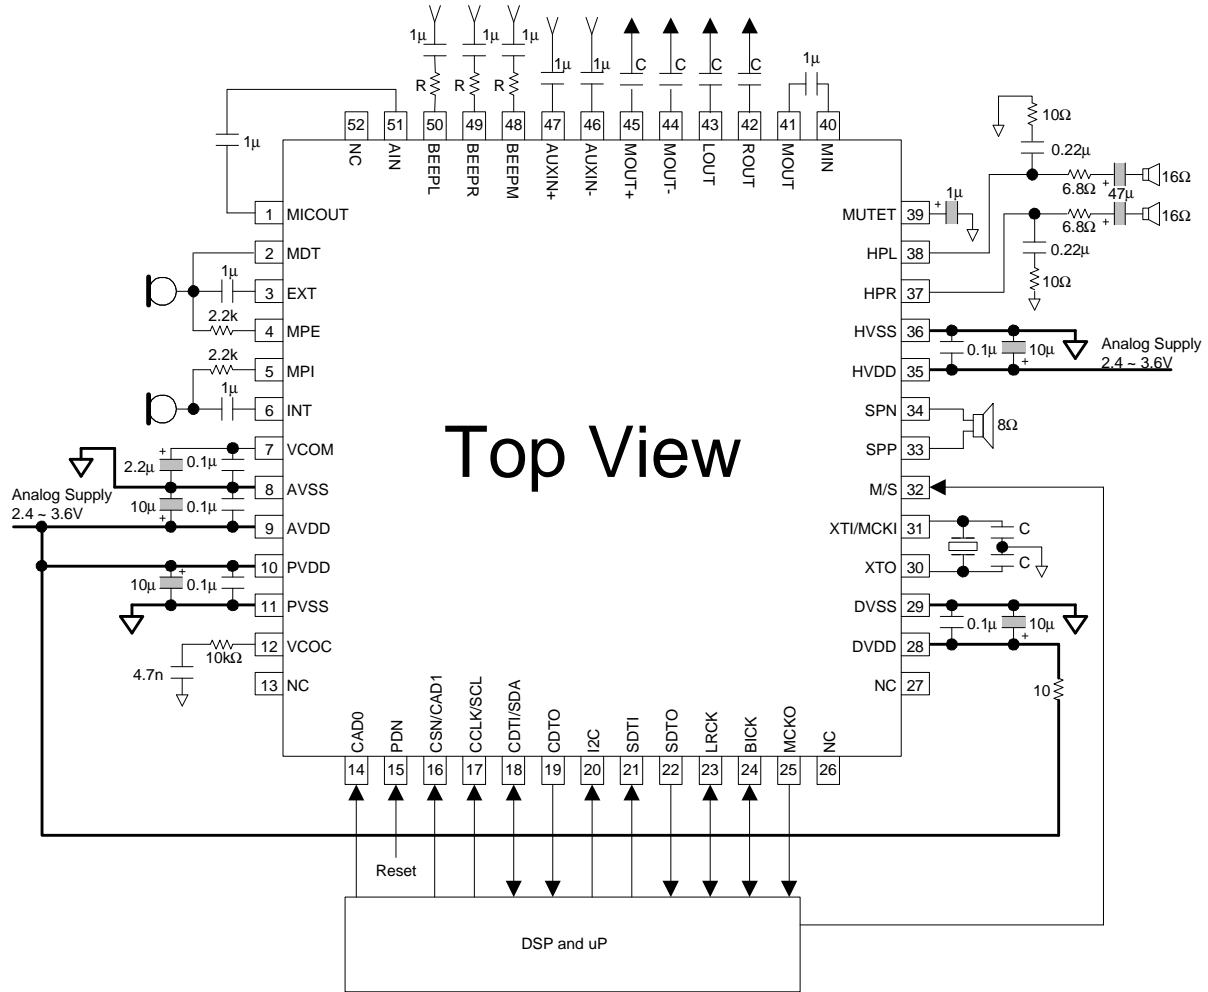 1µ
1µ
1µ
1µ
1µ
C
C
C
C
1µ
R
R
R
1µ
52
51
50
49
48
47
46
45
44
43
42
41
40
NC
AIN
BEEPL
BEEPR
BEEPM
AUXIN+
AUXIN-
MOUT+
MOUT-
LOUT
ROUT
MOUT
MIN
10Ω
0.22µ
6.8Ω
+
47µ
16Ω
6.8Ω
+
16Ω
0.22µ
10Ω
1 MICOUT
2 MDT
1µ
3 EXT
2.2k
4 MPE
2.2k
5 MPI
1µ
6 INT
7 VCOM
+
2.2µ
0.1µ
8 AVSS
Analog Supply
2.4 ~ 3.6V
10µ
+
0.1µ
9 AVDD
10 PVDD
10µ
+
0.1µ
11 PVSS
12 VCOC
10kΩ
4.7n
13 NC
Top View
MUTET 39
+
1µ
HPL 38
HPR 37
HVSS 36
0.1µ
10µ
+
Analog Supply
2.4 ~ 3.6V
HVDD 35
SPN 34
8Ω
SPP 33
M/S 32
XTI/MCKI 31
C
C
XTO 30
DVSS 29
0.1µ
10µ
+
DVDD 28
10
NC 27
CAD0
PDN
CSN/CAD1
CCLK/SCL
CDTI/SDA
CDTO
I2C
SDTI
SDTO
LRCK
BICK
MCKO
NC
14
15
16
17
18
19
20
21
22
23
24
25
26
Reset
DSP and uP